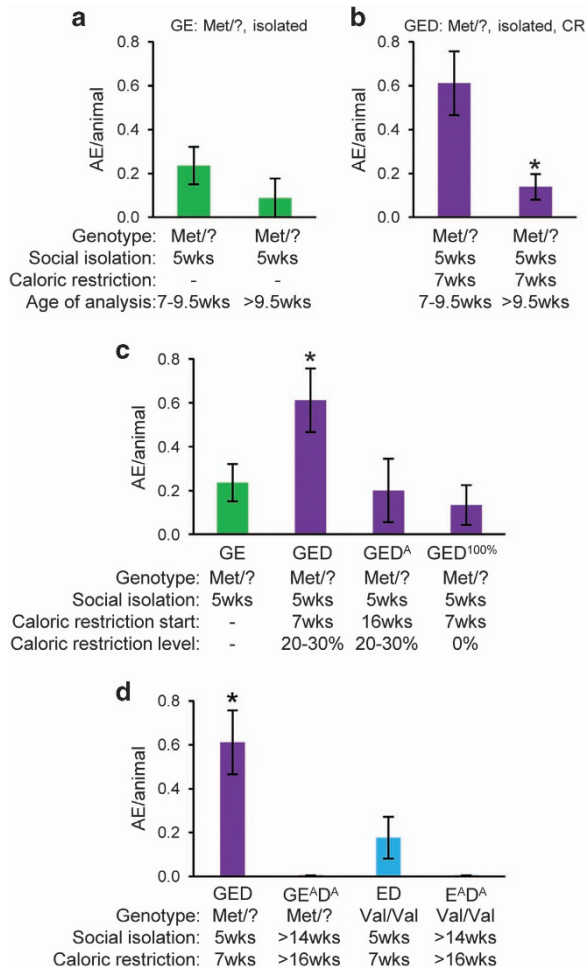 a GE: Met/?, isolated
0.8
0.6
0.4
0.2
0.0
AE/animal
Genotype: Met/? Met/?
Social isolation: 5wks 5wks
Caloric restriction: - -
Age of analysis: 7-9.5wks >9.5wks
b GED: Met/?, isolated, CR
0.8
0.6
0.4
0.2
0.0
AE/animal
*
Met/? Met/?
5wks 5wks
7wks 7wks
7-9.5wks >9.5wks
c
0.8
0.6
0.4
0.2
0.0
AE/animal
*
GE GED GEDᴬ GED¹⁰⁰%
Genotype: Met/? Met/? Met/? Met/?
Social isolation: 5wks 5wks 5wks 5wks
Caloric restriction start: - 7wks 16wks 7wks
Caloric restriction level: - 20-30% 20-30% 0%
d
0.8
0.6
0.4
0.2
0.0
AE/animal
*
GED GEᴬDᴬ ED EᴬDᴬ
Genotype: Met/? Met/? Val/Val Val/Val
Social isolation: 5wks >14wks 5wks >14wks
Caloric restriction: 7wks >16wks 7wks >16wks